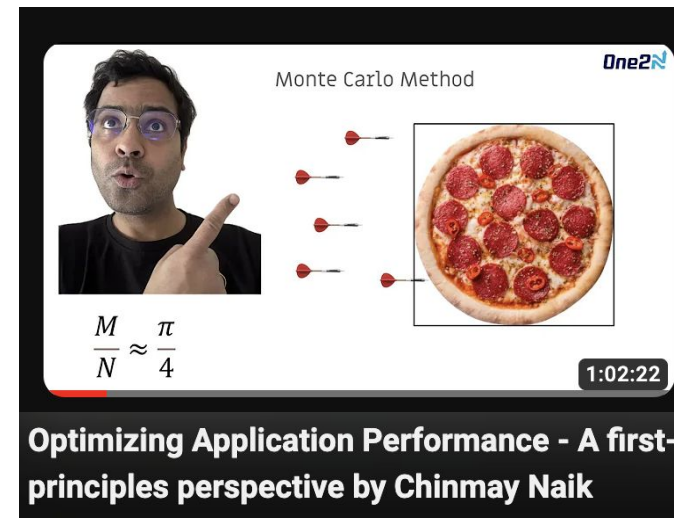 One2N
Monte Carlo Method
M/N ≈ π/4
1:02:22
Optimizing Application Performance - A first-
principles perspective by Chinmay Naik